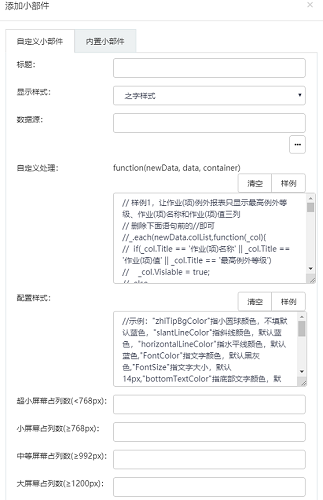 添加小部件
×
自定义小部件 内置小部件
标题:
显示样式: 之字样式
数据源:
...
自定义处理: function(newData, data, container)
清空 样例
// 样例1，让作业(项)例外报表只显示最高例外等
级、作业(项)名称和作业(项)值三列
// 删除下面语句前的//即可
//_.each(newData.colList,function(_col){
// if(_col.Title == '作业(项)名称' || _col.Title ==
'作业(项)值' || _col.Title == '最高例外等级')
// _col.Visiable = true;
// else
配置样式: 清空 样例
//示例："zhiTipBgColor"指小圆球颜色，不填默
认蓝色，"slantLineColor"指斜线颜色，默认蓝
色，"horizontalLineColor"指水平线颜色，默认
蓝色,"FontColor"指文字颜色，默认黑灰
色,"FontSize"指文字大小，默认
14px,"bottomTextColor"指底部文字颜色，默
超小屏幕占列数(<768px):
小屏幕占列数(≥768px):
中等屏幕占列数(≥992px):
大屏幕占列数(≥1200px):